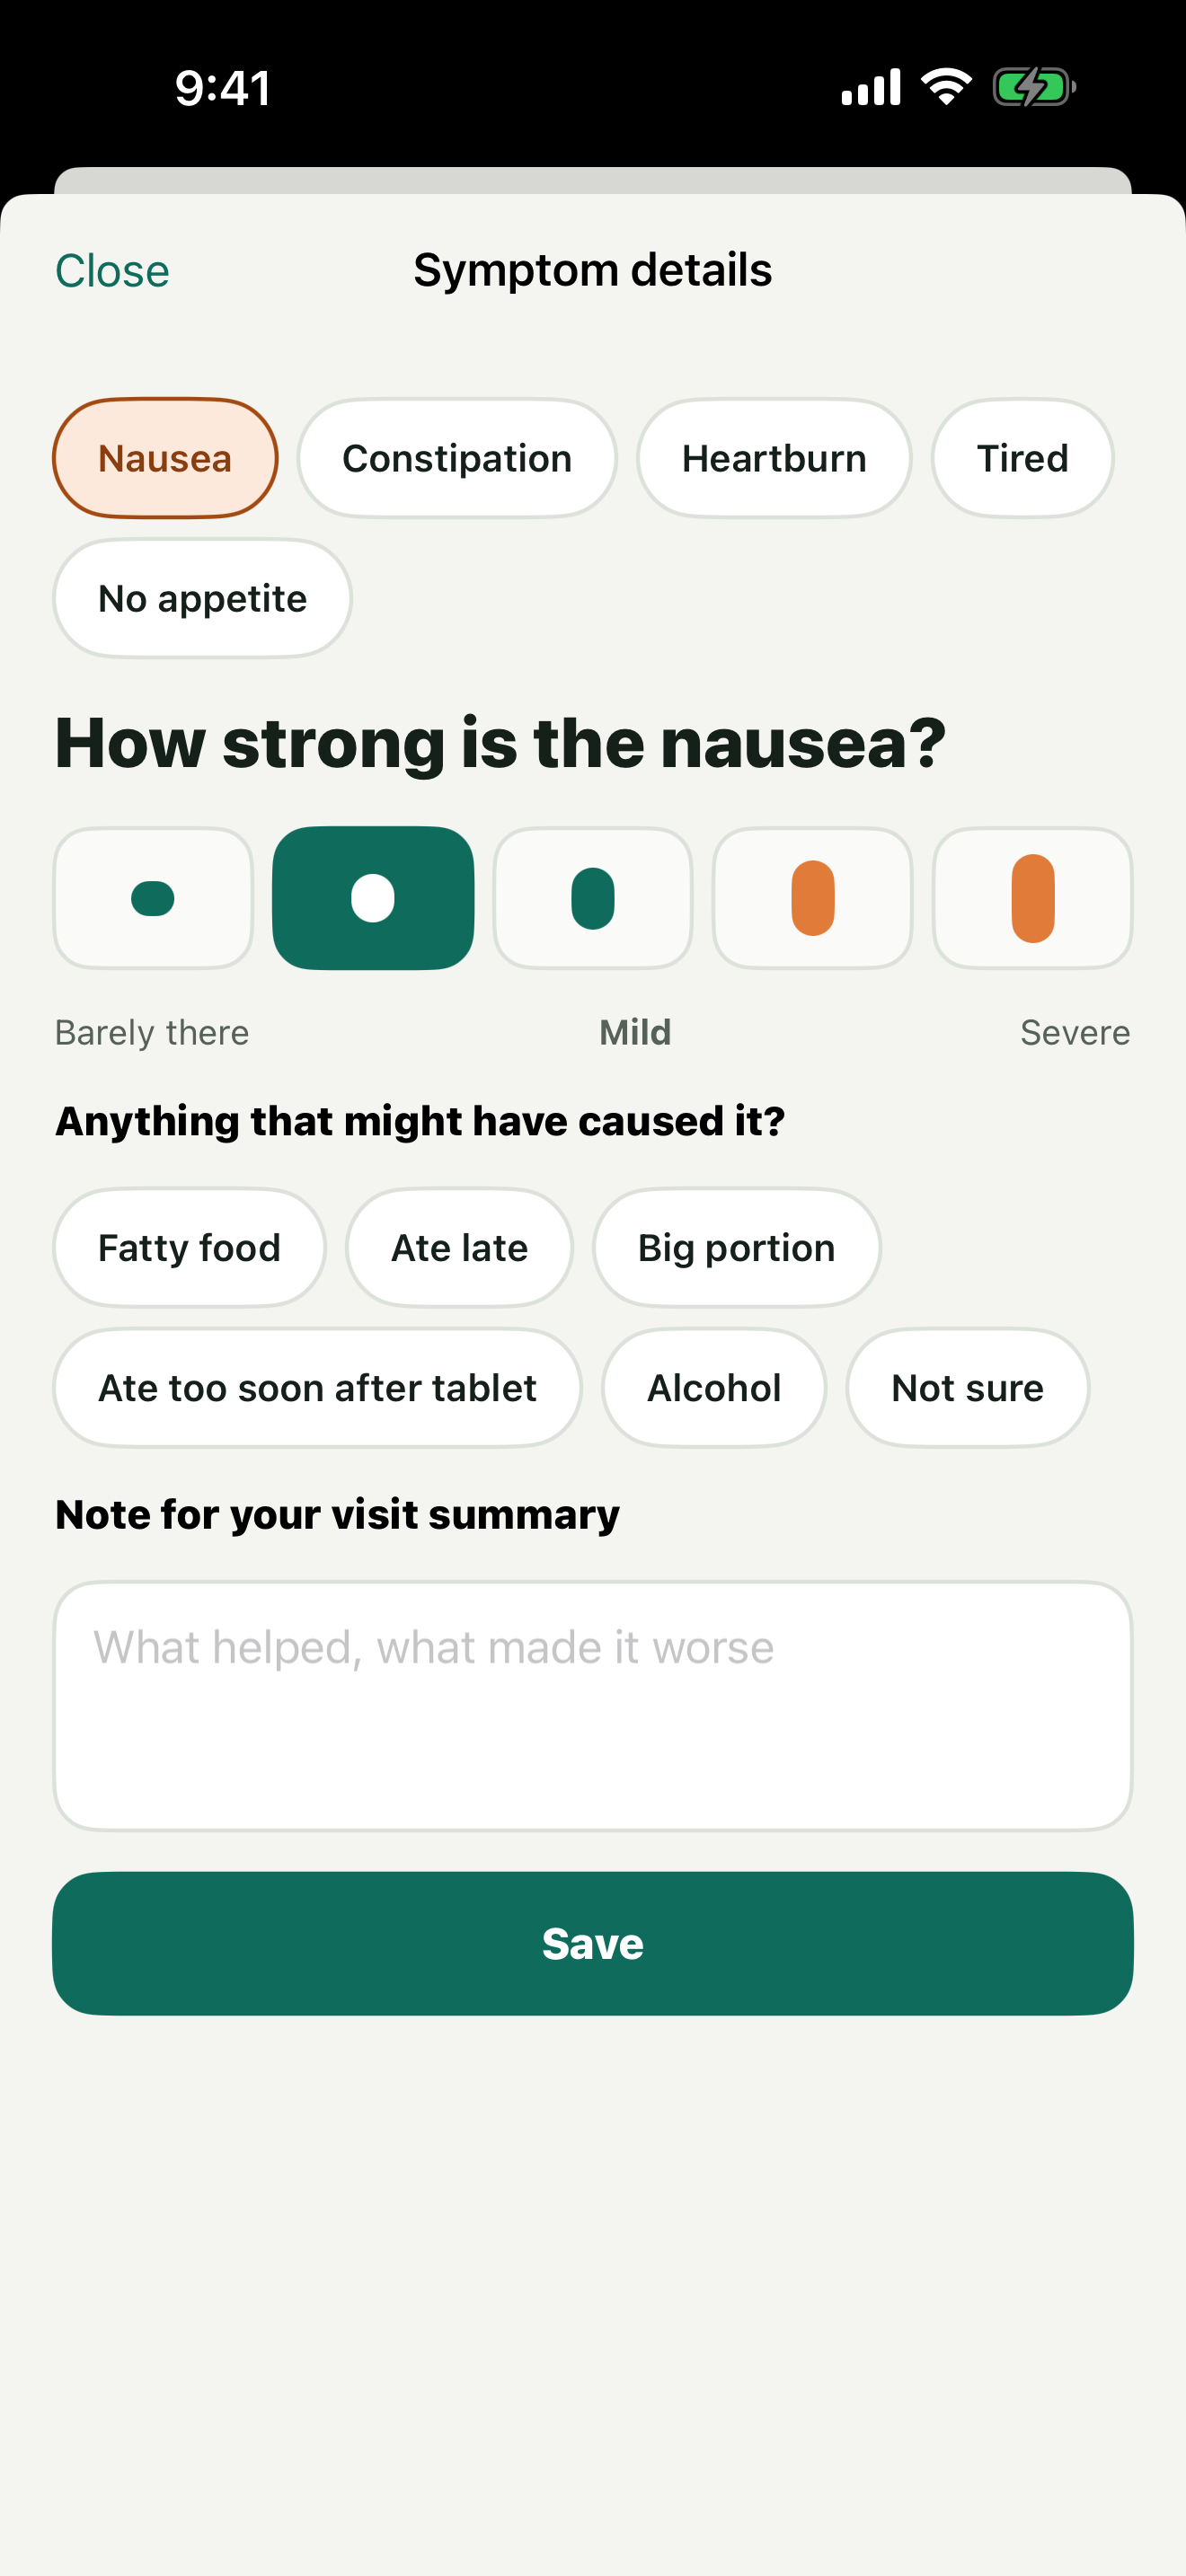 9:41
Close Symptom details
Nausea Constipation Heartburn Tired
No appetite
How strong is the nausea?
Barely there Mild Severe
Anything that might have caused it?
Fatty food Ate late Big portion
Ate too soon after tablet Alcohol Not sure
Note for your visit summary
What helped, what made it worse
Save